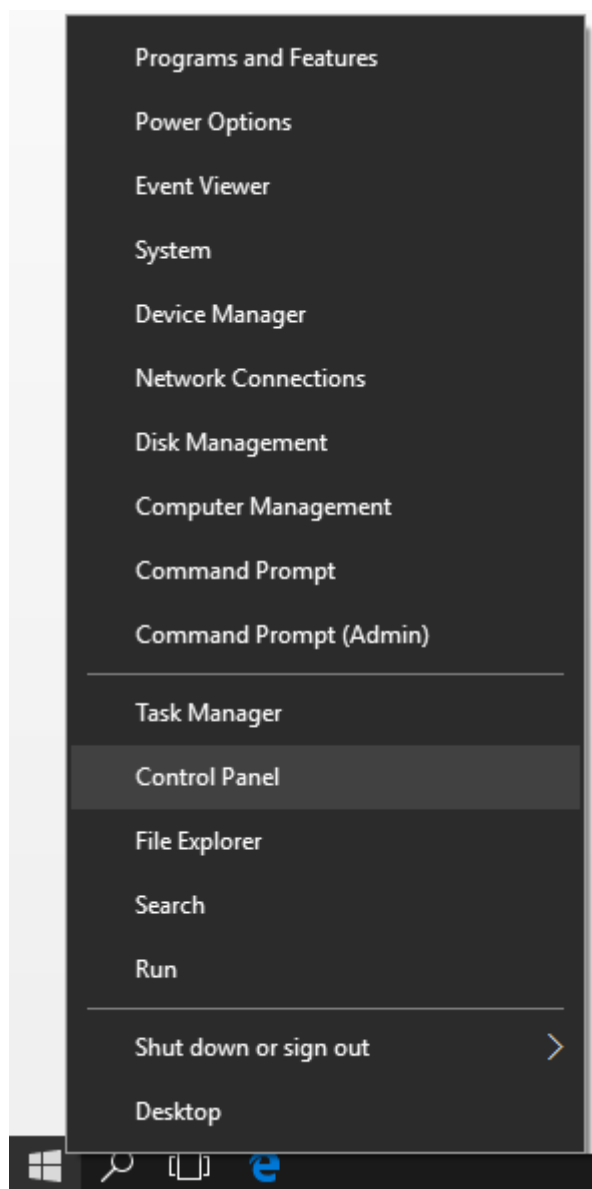 Programs and Features
Power Options
Event Viewer
System
Device Manager
Network Connections
Disk Management
Computer Management
Command Prompt
Command Prompt (Admin)
Task Manager
Control Panel
File Explorer
Search
Run
Shut down or sign out
Desktop